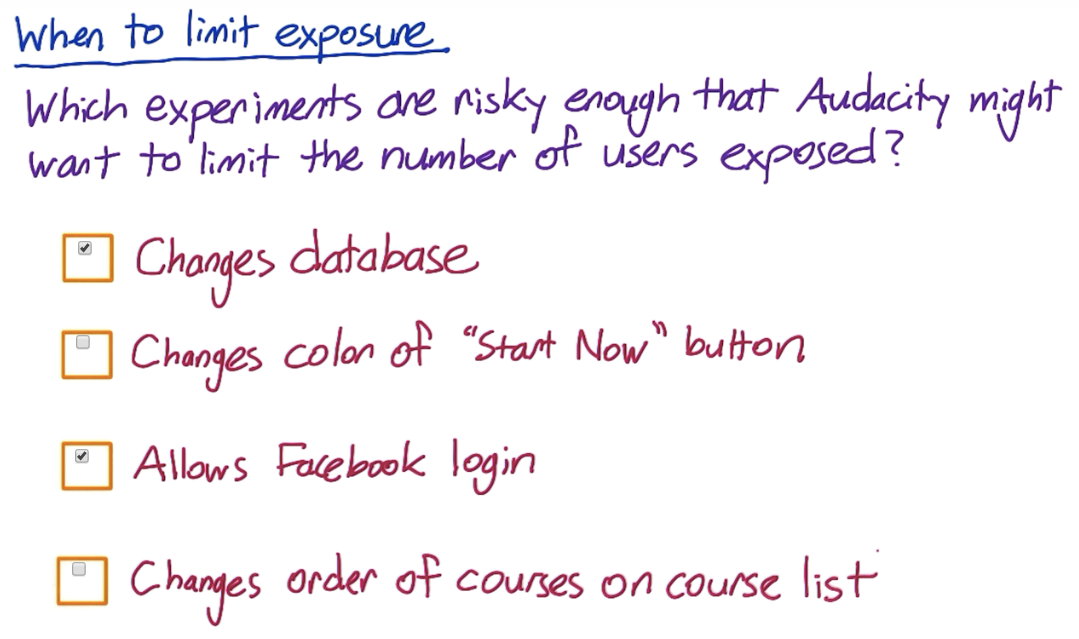 When to limit exposure.
Which experiments are risky enough that Audacity might
want to limit the number of users exposed?
Changes database
Changes color of "Start Now" button
Allows Facebook login
Changes order of courses on course list